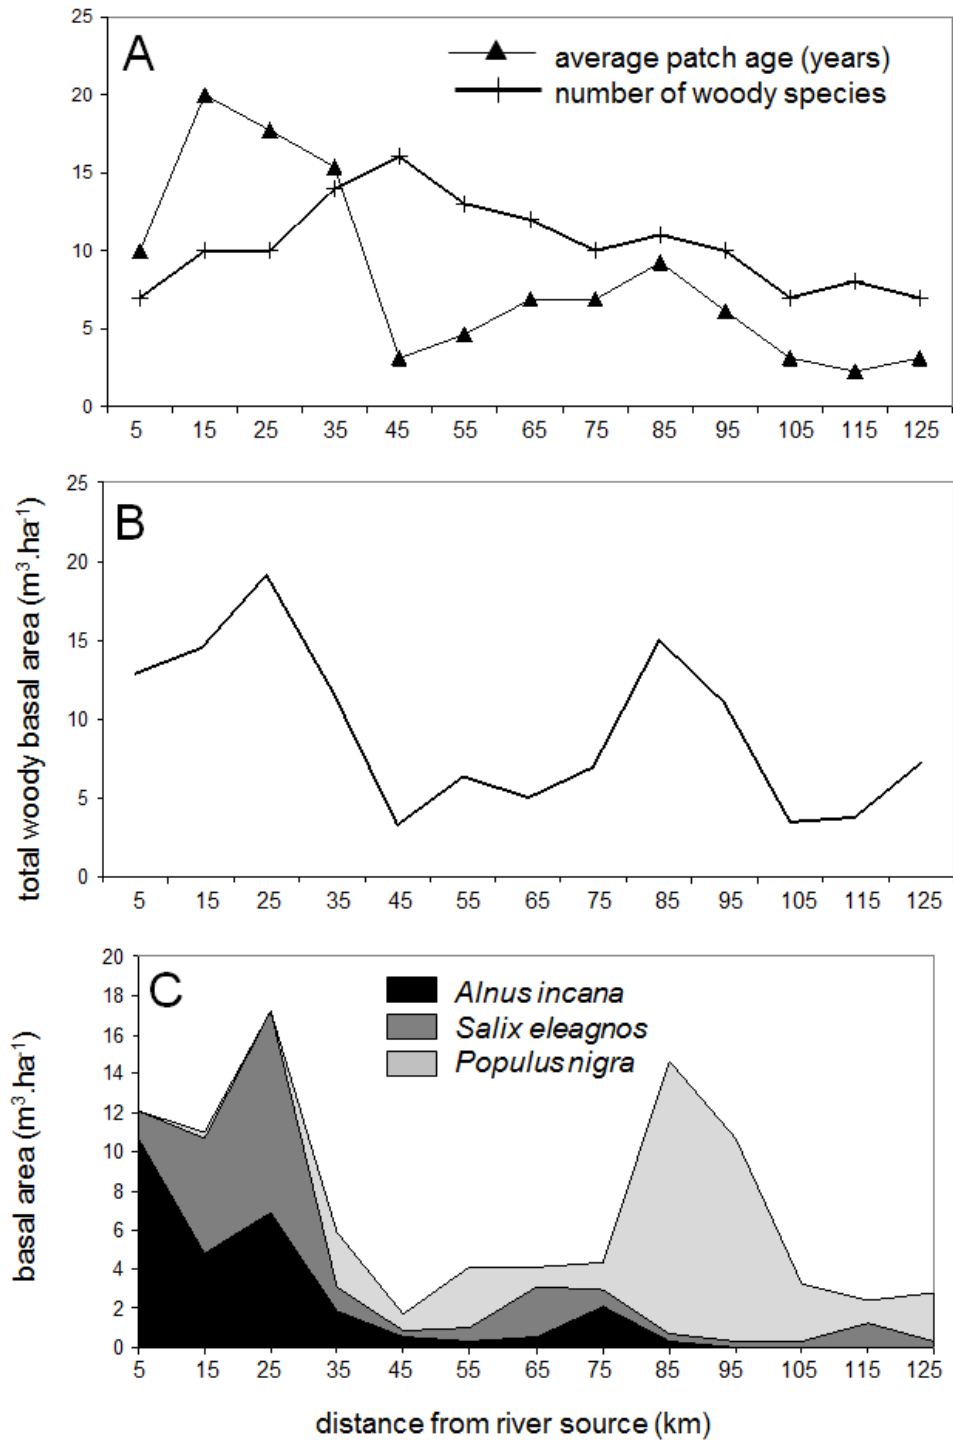 25
A
average patch age (years)
number of woody species
20
15
10
5
0
5 15 25 35 45 55 65 75 85 95 105 115 125
25
B
20
15
10
5
0
total woody basal area (m³.ha⁻¹)
5 15 25 35 45 55 65 75 85 95 105 115 125
20
C
Alnus incana
Salix eleagnos
Populus nigra
18
16
14
12
10
8
6
4
2
0
basal area (m³.ha⁻¹)
5 15 25 35 45 55 65 75 85 95 105 115 125
distance from river source (km)